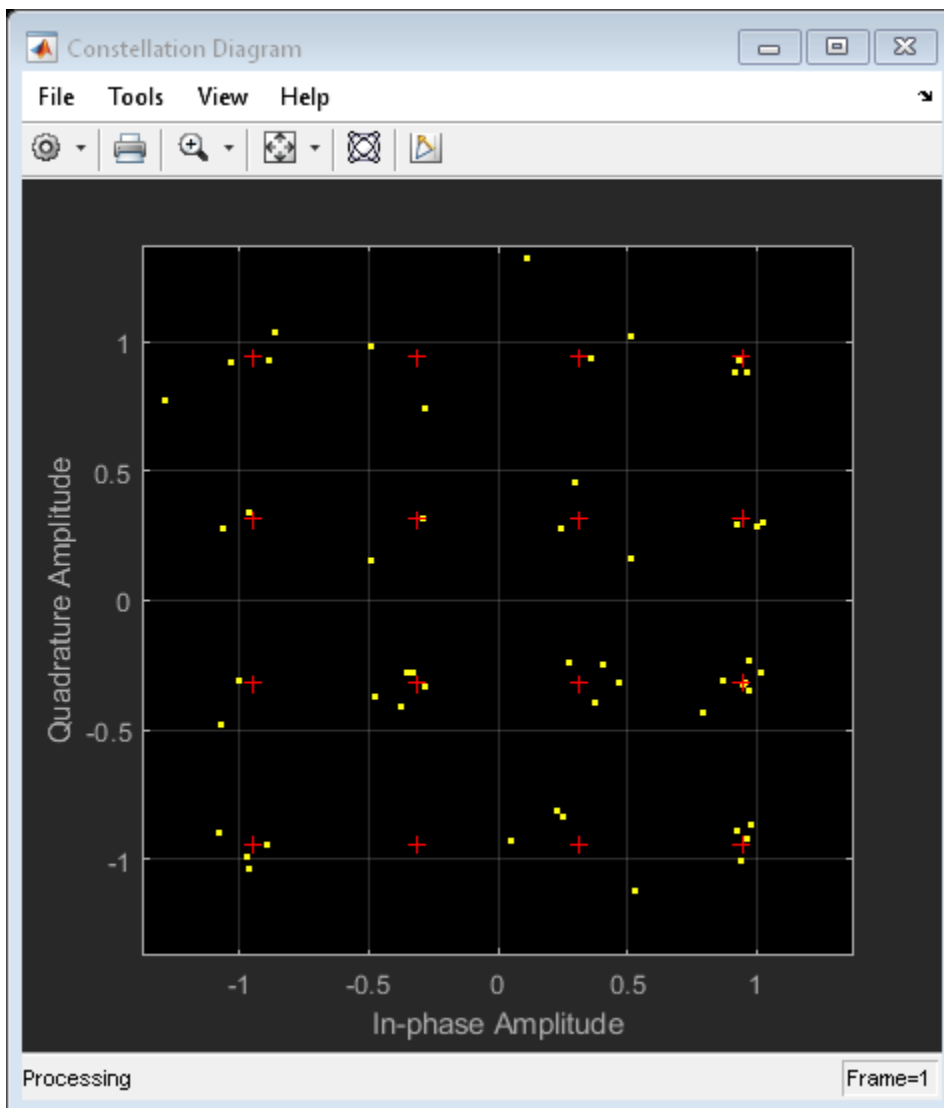 Constellation Diagram
File Tools View Help
1
0.5
0
-0.5
-1
Quadrature Amplitude
-1 -0.5 0 0.5 1
In-phase Amplitude
Processing Frame=1